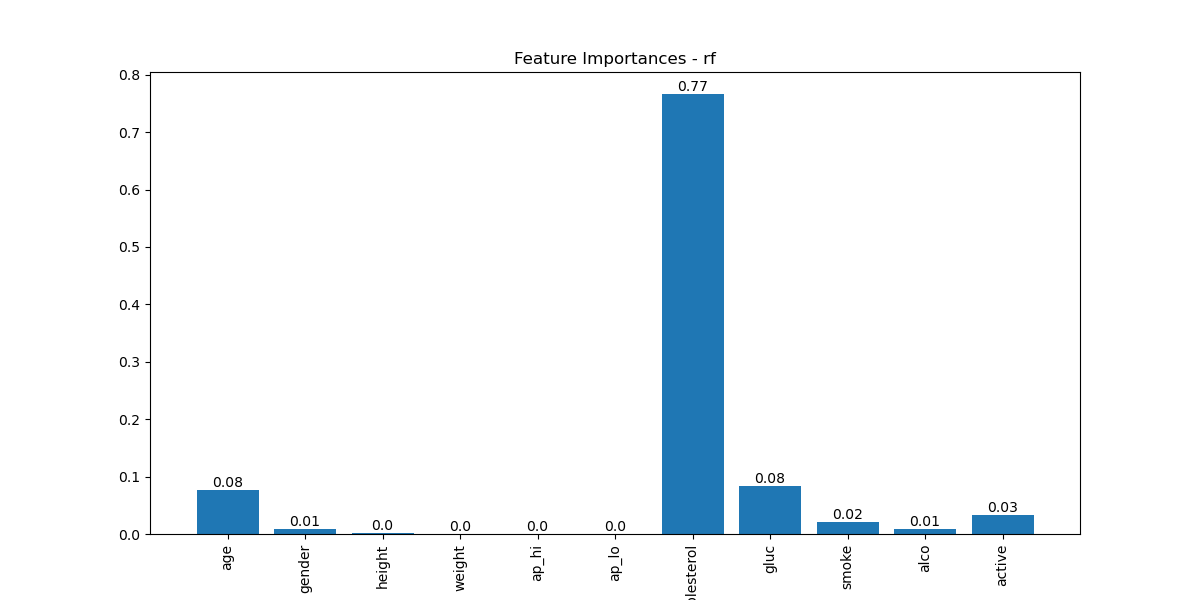 Feature Importances - rf
0.8
0.7
0.6
0.5
0.4
0.3
0.2
0.1
0.0
0.08
0.01
0.0
0.0
0.0
0.0
0.77
0.08
0.02
0.01
0.03
age
gender
height
weight
ap_hi
ap_lo
olesterol
gluc
smoke
alco
active